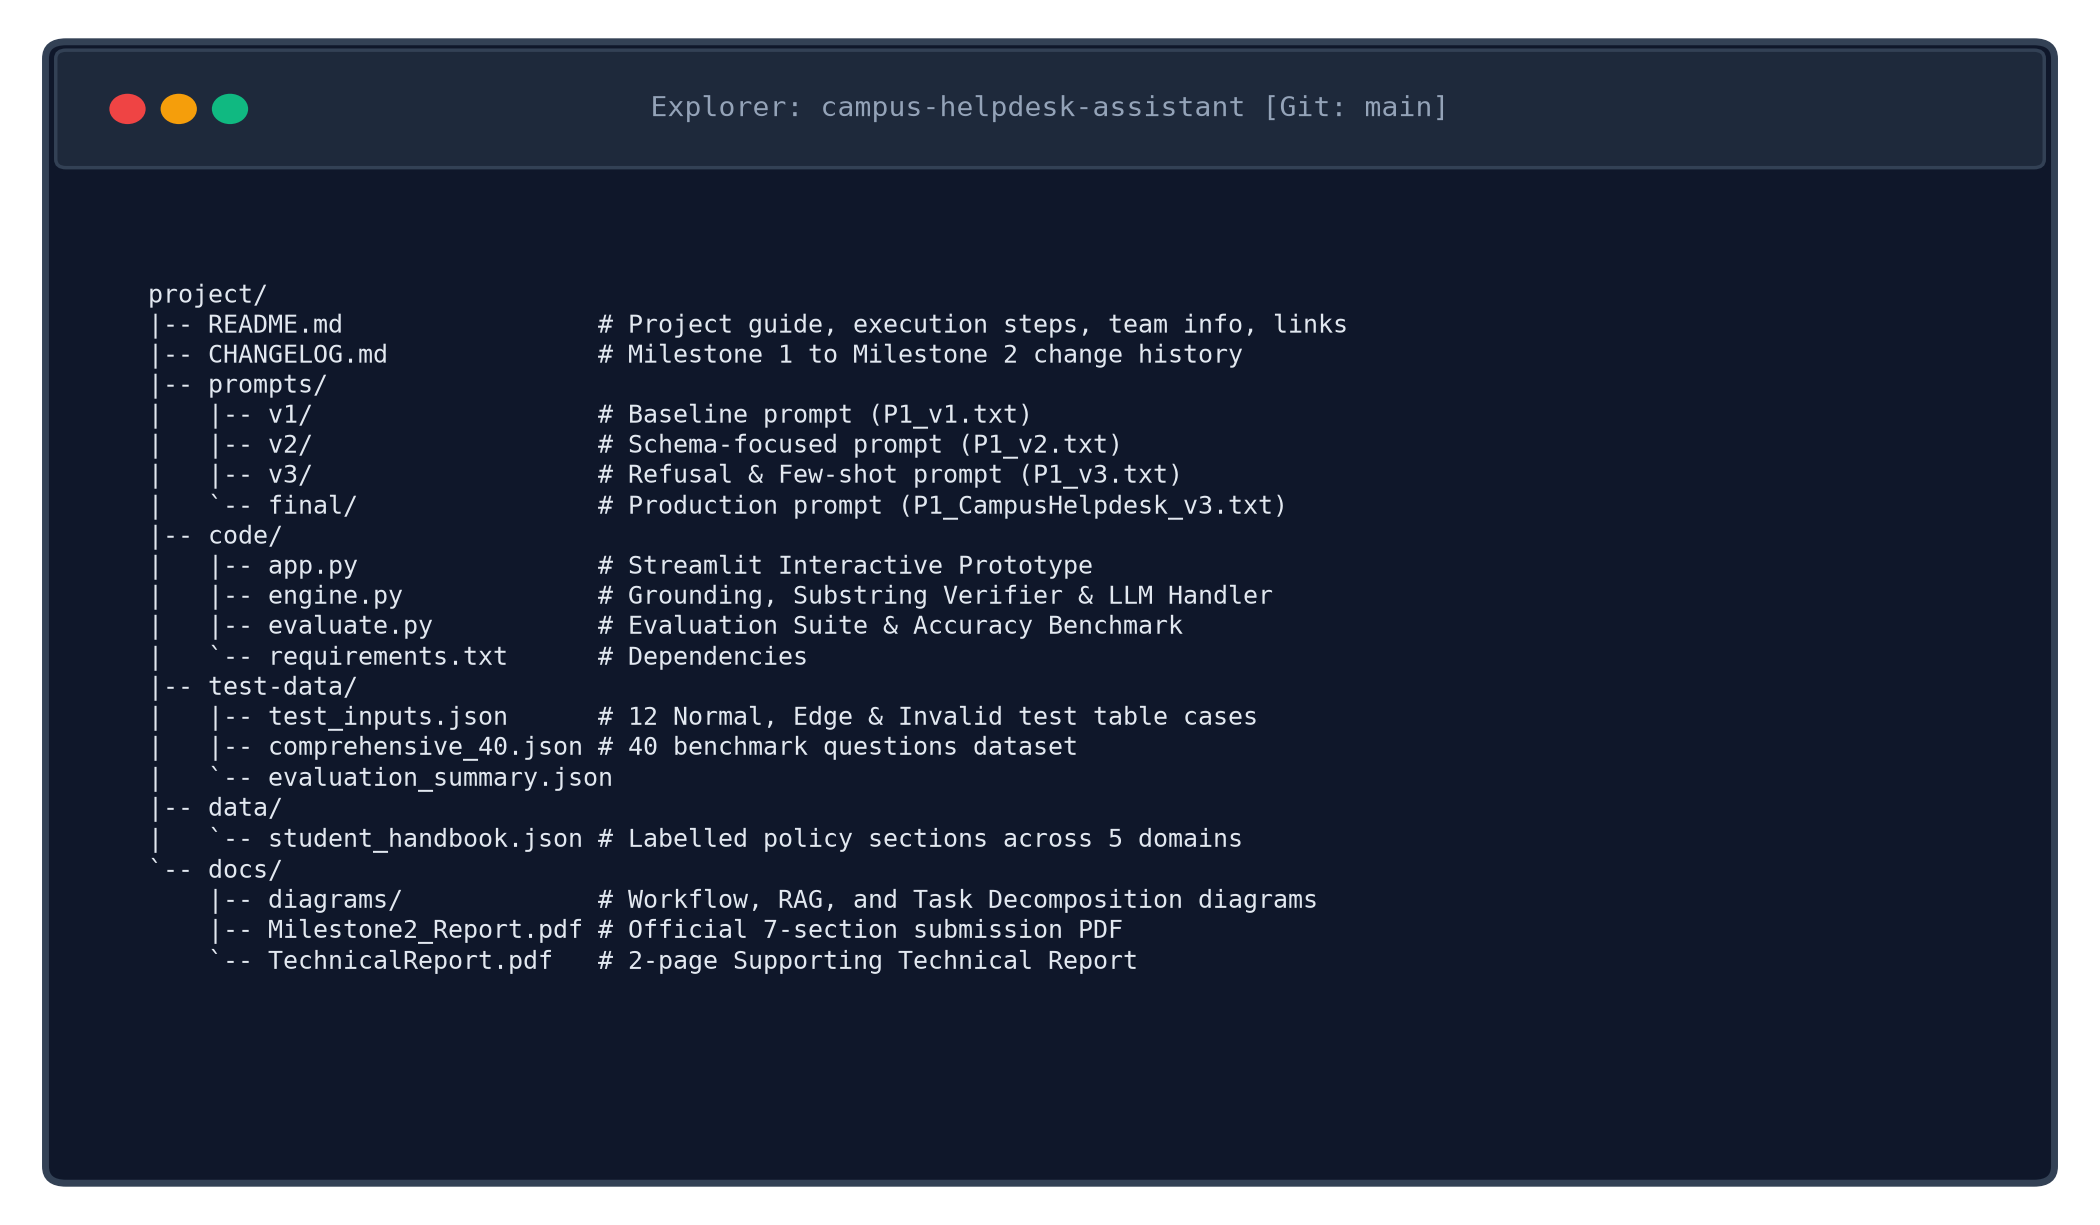 Explorer: campus-helpdesk-assistant [Git: main]
project/
|-- README.md                 # Project guide, execution steps, team info, links
|-- CHANGELOG.md              # Milestone 1 to Milestone 2 change history
|-- prompts/
|   |-- v1/                   # Baseline prompt (P1_v1.txt)
|   |-- v2/                   # Schema-focused prompt (P1_v2.txt)
|   |-- v3/                   # Refusal & Few-shot prompt (P1_v3.txt)
|   `-- final/                # Production prompt (P1_CampusHelpdesk_v3.txt)
|-- code/
|   |-- app.py                # Streamlit Interactive Prototype
|   |-- engine.py             # Grounding, Substring Verifier & LLM Handler
|   |-- evaluate.py           # Evaluation Suite & Accuracy Benchmark
|   `-- requirements.txt      # Dependencies
|-- test-data/
|   |-- test_inputs.json      # 12 Normal, Edge & Invalid test table cases
|   |-- comprehensive_40.json # 40 benchmark questions dataset
|   `-- evaluation_summary.json
|-- data/
|   `-- student_handbook.json # Labelled policy sections across 5 domains
`-- docs/
    |-- diagrams/             # Workflow, RAG, and Task Decomposition diagrams
    |-- Milestone2_Report.pdf # Official 7-section submission PDF
    `-- TechnicalReport.pdf   # 2-page Supporting Technical Report